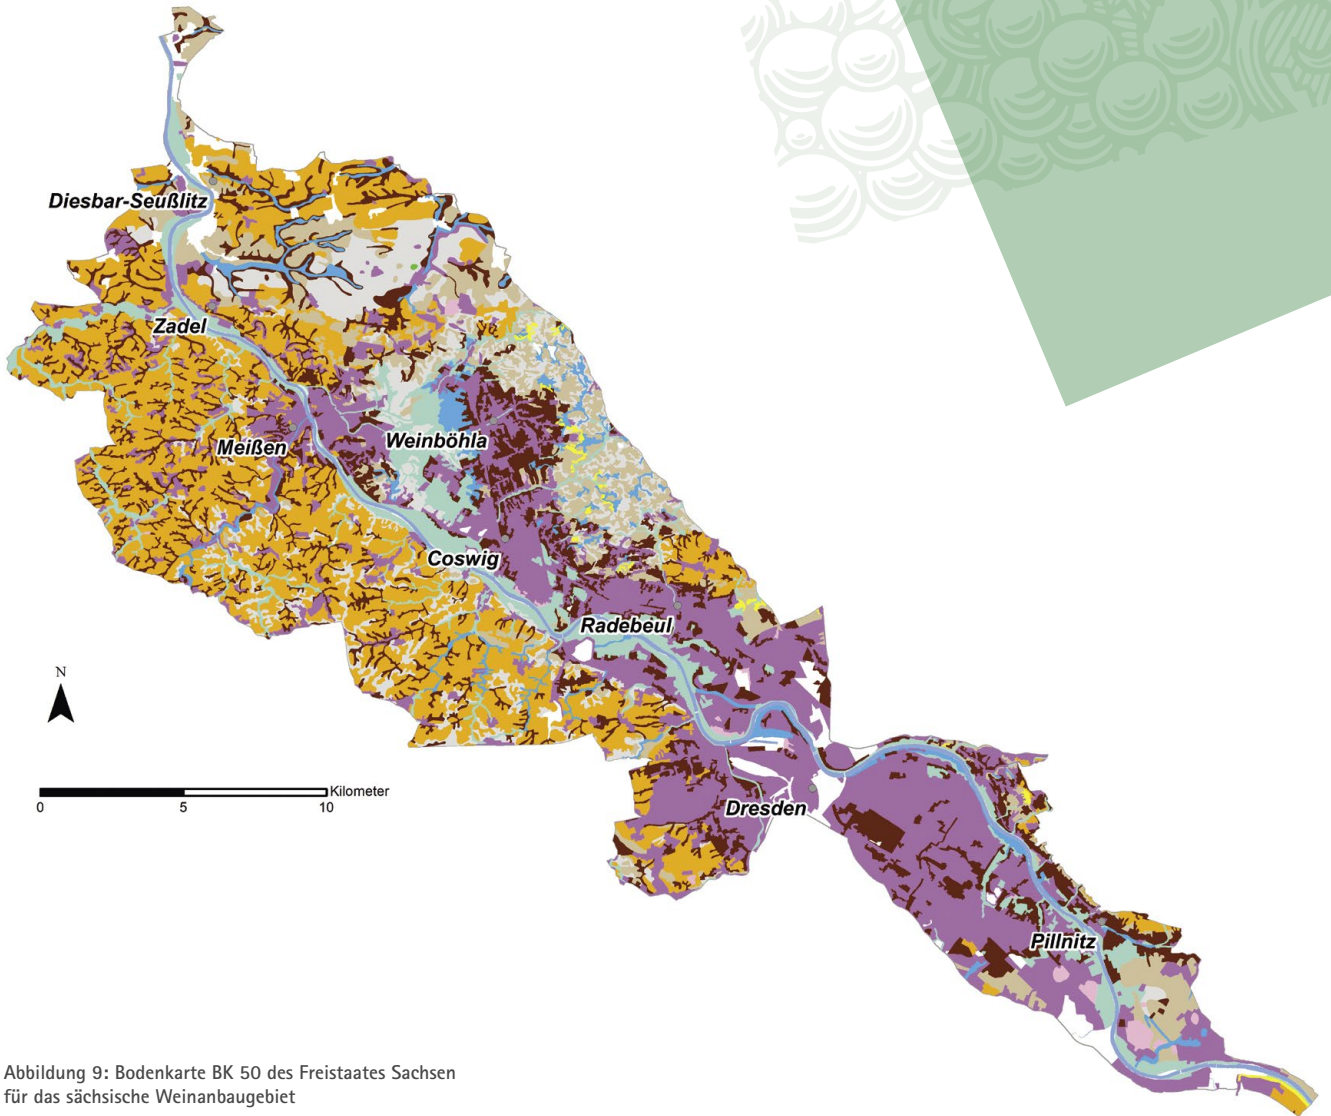 Diesbar-Seußlitz
Zadel
Meißen
Weinböhla
Coswig
Radebeul
N
Kilometer
0 5 10
Dresden
Pillnitz
Abbildung 9: Bodenkarte BK 50 des Freistaates Sachsen
für das sächsische Weinanbaugebiet